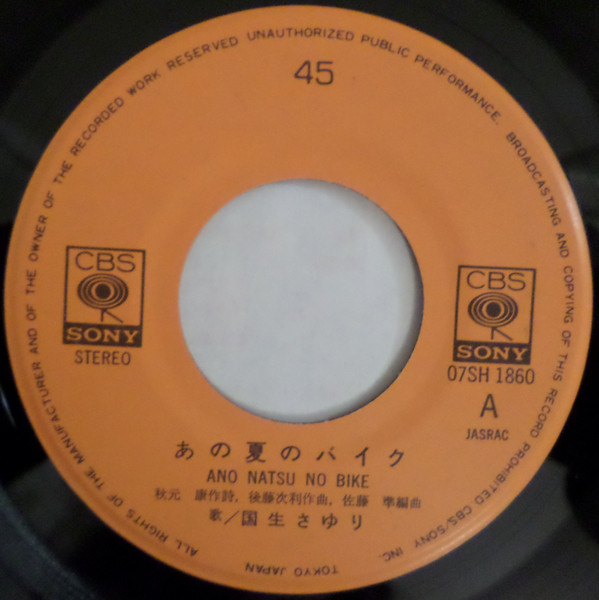 ALL RIGHTS OF THE MANUFACTURER AND OF THE OWNER OF THE RECORDED WORK RESERVED UNAUTHORIZED PUBLIC PERFORMANCE. BROADCASTING AND COPYING OF THIS RECORD PROHIBITED CBS/SONY INC. TOKYO JAPAN
45
CBS
SONY
STEREO
CBS
SONY
07SH 1860
A
JASRAC
あの夏のバイク
ANO NATSU NO BIKE
秋元 康作詩, 後藤次利作曲, 佐藤 準編曲
歌/国生さゆり